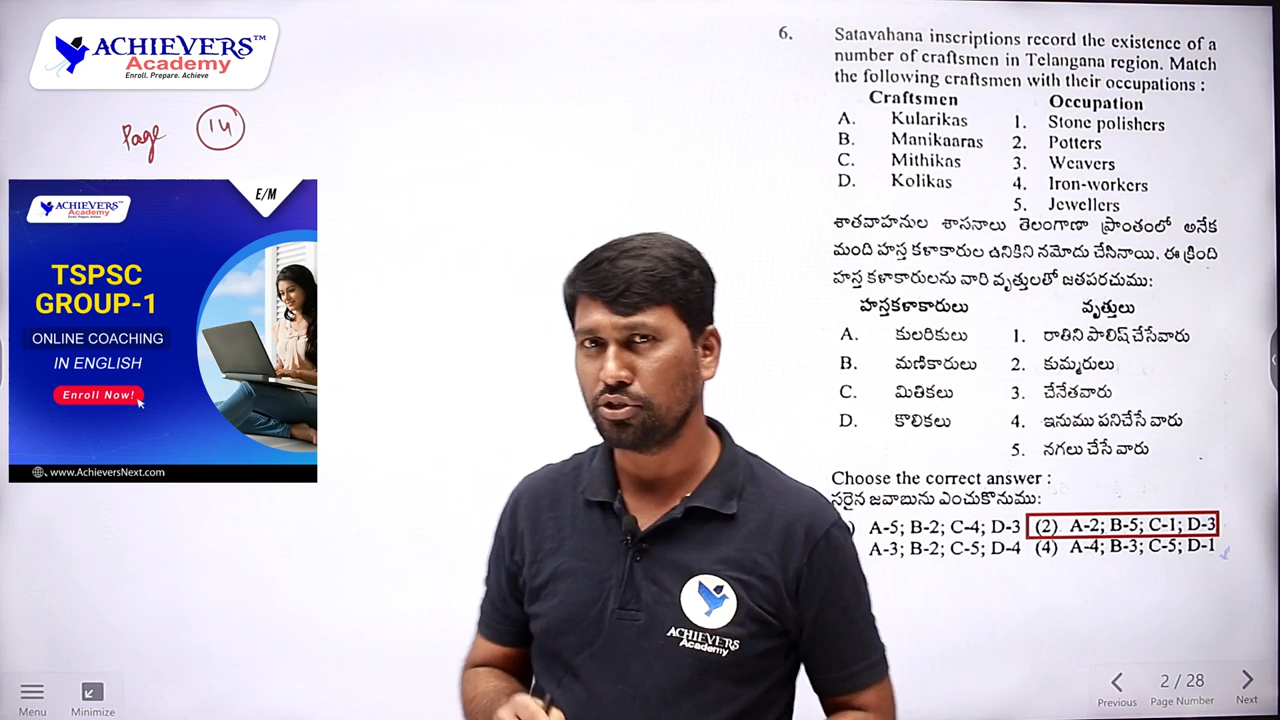 ACHIEVERS™
Academy
Enroll. Prepare. Achieve
Page 14
E/M
ACHIEVERS™
Academy
TSPSC
GROUP-1
ONLINE COACHING
IN ENGLISH
Enroll Now!
www.AchieversNext.com
6. Satavahana inscriptions record the existence of a
number of craftsmen in Telangana region. Match
the following craftsmen with their occupations :
Craftsmen Occupation
A. Kularikas 1. Stone polishers
B. Manikaaras 2. Potters
C. Mithikas 3. Weavers
D. Kolikas 4. Iron-workers
5. Jewellers
శాతవాహనుల శాసనాలు తెలంగాణా ప్రాంతంలో అనేక
మంది హస్త కళాకారుల ఉనికిని నమోదు చేసినాయి. ఈ క్రింది
హస్త కళాకారులను వారి వృత్తులతో జతపరచుము:
హస్తకళాకారులు వృత్తులు
A. కులరికులు 1. రాతిని పాలిష్ చేసేవారు
B. మణికారులు 2. కుమ్మరులు
C. మితికలు 3. చేనేతవారు
D. కొలికలు 4. ఇనుము పనిచేసే వారు
5. నగలు చేసే వారు
Choose the correct answer :
సరైన జవాబును ఎంచుకొనుము:
) A-5; B-2; C-4; D-3 (2) A-2; B-5; C-1; D-3
A-3; B-2; C-5; D-4 (4) A-4; B-3; C-5; D-1
ACHIEVERS
Academy
Menu Minimize
2 / 28
Previous Page Number Next